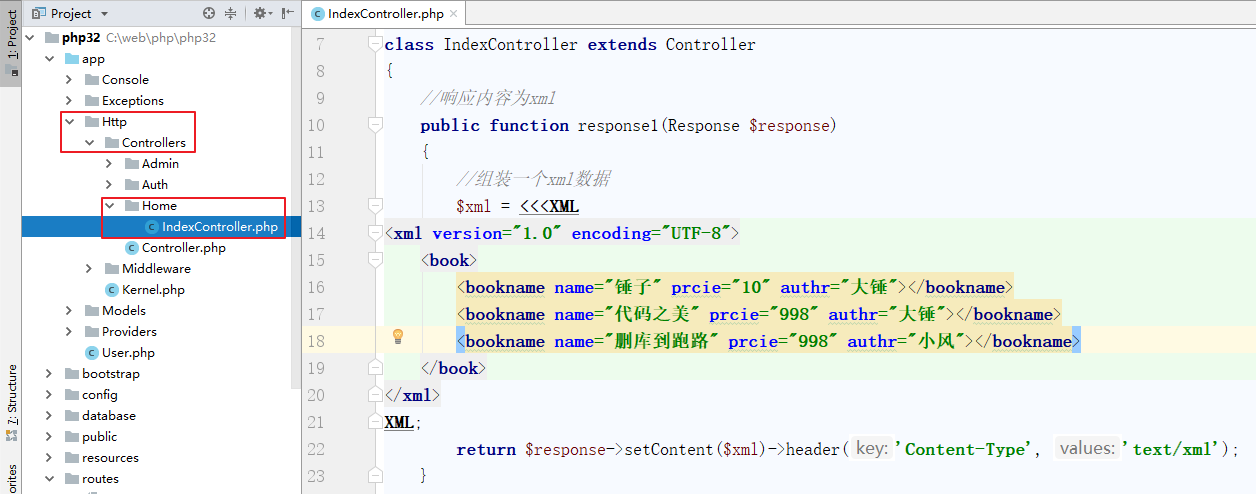 1: Project
7: Structure
orites
Project
php32 C:\web\php\php32
app
Console
Exceptions
Http
Controllers
Admin
Auth
Home
IndexController.php
Controller.php
Middleware
Kernel.php
Models
Providers
User.php
bootstrap
config
database
public
resources
routes
IndexController.php
7 class IndexController extends Controller
8 {
9 //响应内容为xml
10 public function response1(Response $response)
11 {
12 //组装一个xml数据
13 $xml = <<<XML
14 <xml version="1.0" encoding="UTF-8">
15 <book>
16 <bookname name="锤子" prcie="10" authr="大锤"></bookname>
17 <bookname name="代码之美" prcie="998" authr="大锤"></bookname>
18 <bookname name="删库到跑路" prcie="998" authr="小风"></bookname>
19 </book>
20 </xml>
21 XML;
22 return $response->setContent($xml)->header( key: 'Content-Type', values: 'text/xml');
23 }